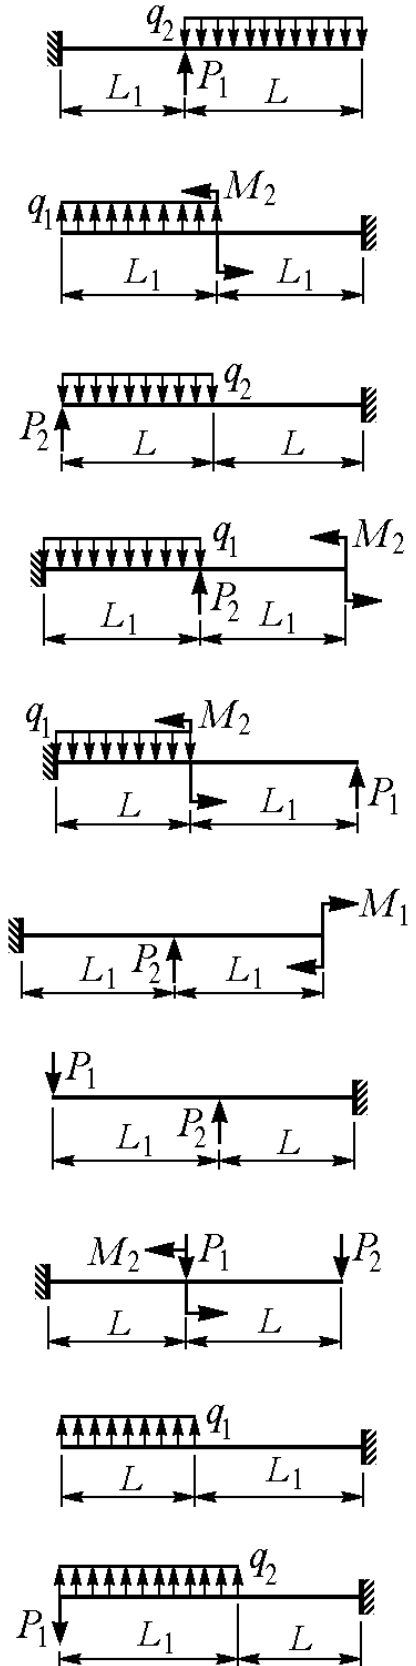 q₂
P₁
L₁ L
q₁ M₂
L₁ L₁
q₂
P₂
L L
q₁ M₂
P₂
L₁ L₁
q₁ M₂
P₁
L L₁
M₁
P₂
L₁ L₁
P₁
P₂
L₁ L
M₂ P₁ P₂
L L
q₁
L L₁
q₂
P₁
L₁ L